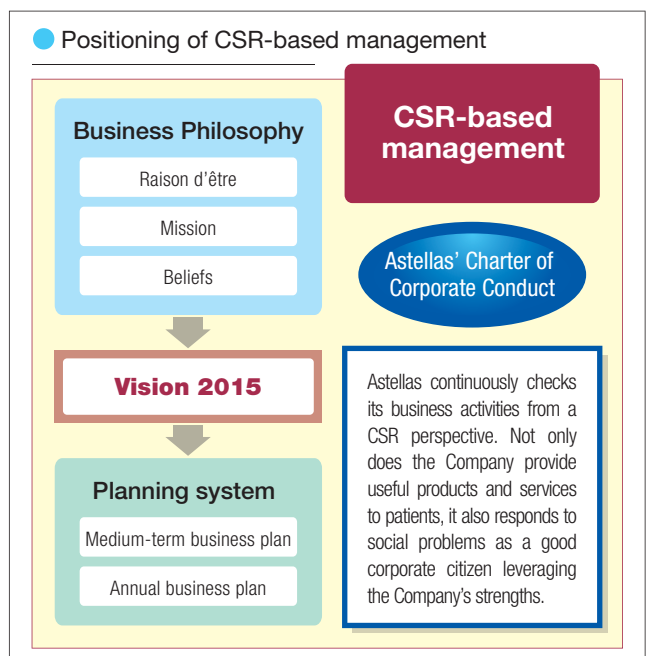 Positioning of CSR-based management
Business Philosophy
Raison d'être
Mission
Beliefs
Vision 2015
Planning system
Medium-term business plan
Annual business plan
CSR-based
management
Astellas’ Charter of
Corporate Conduct
Astellas continuously checks
its business activities from a
CSR perspective. Not only
does the Company provide
useful products and services
to patients, it also responds to
social problems as a good
corporate citizen leveraging
the Company’s strengths.